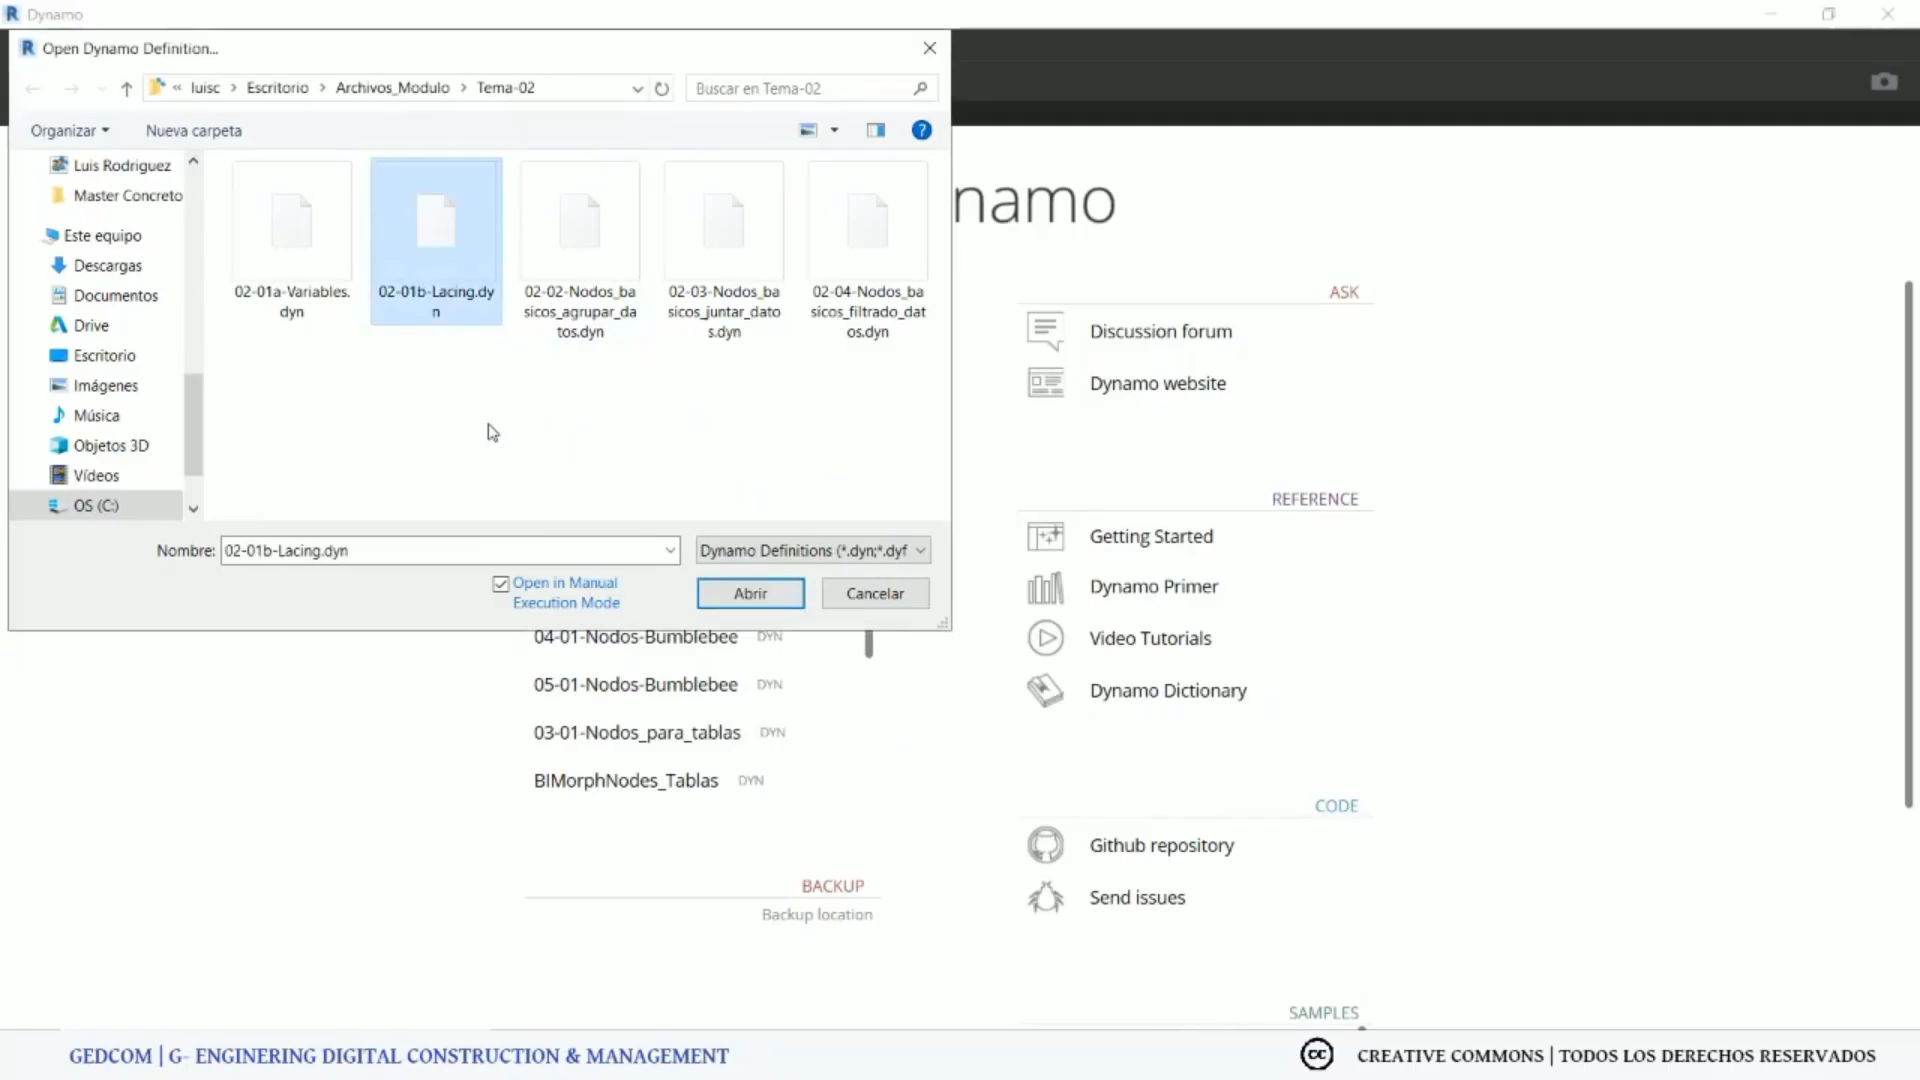 Dynamo
Open Dynamo Definition...
« luisc > Escritorio > Archivos_Modulo > Tema-02
Buscar en Tema-02
Organizar
Nueva carpeta
Luis Rodriguez
Master Concreto
Este equipo
Descargas
Documentos
Drive
Escritorio
Imágenes
Música
Objetos 3D
Vídeos
OS (C:)
02-01a-Variables.
dyn
02-01b-Lacing.dy
n
02-02-Nodos_ba
sicos_agrupar_da
tos.dyn
02-03-Nodos_ba
sicos_juntar_dato
s.dyn
02-04-Nodos_ba
sicos_filtrado_dat
os.dyn
Nombre: 02-01b-Lacing.dyn
Dynamo Definitions (*.dyn;*.dyf
Open in Manual
Execution Mode
Abrir
Cancelar
namo
04-01-Nodos-Bumblebee DYN
05-01-Nodos-Bumblebee DYN
03-01-Nodos_para_tablas DYN
BIMorphNodes_Tablas DYN
BACKUP
Backup location
ASK
Discussion forum
Dynamo website
REFERENCE
Getting Started
Dynamo Primer
Video Tutorials
Dynamo Dictionary
CODE
Github repository
Send issues
SAMPLES
GEDCOM | G- ENGINERING DIGITAL CONSTRUCTION & MANAGEMENT
cc CREATIVE COMMONS | TODOS LOS DERECHOS RESERVADOS